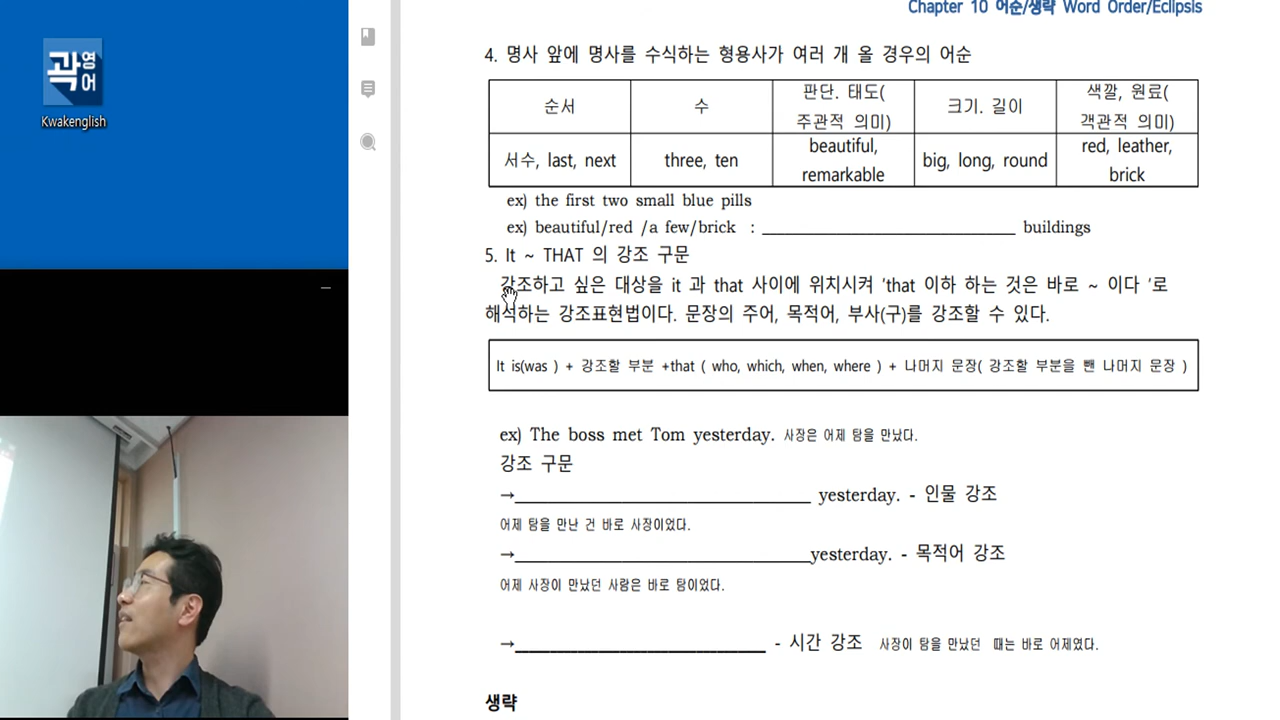 Chapter 10 어순/생략 Word Order/Eclipsis
곽영어
Kwakenglish
4. 명사 앞에 명사를 수식하는 형용사가 여러 개 올 경우의 어순
순서 수 판단. 태도( 주관적 의미) 크기. 길이 색깔, 원료( 객관적 의미)
서수, last, next three, ten beautiful, remarkable big, long, round red, leather, brick
ex) the first two small blue pills
ex) beautiful/red /a few/brick : ______________________________ buildings
5. It ~ THAT 의 강조 구문
강조하고 싶은 대상을 it 과 that 사이에 위치시켜 'that 이하 하는 것은 바로 ~ 이다 '로
해석하는 강조표현법이다. 문장의 주어, 목적어, 부사(구)를 강조할 수 있다.
It is(was ) + 강조할 부분 +that ( who, which, when, where ) + 나머지 문장( 강조할 부분을 뺀 나머지 문장 )
ex) The boss met Tom yesterday. 사장은 어제 탐을 만났다.
강조 구문
→__________________________________ yesterday. - 인물 강조
어제 탐을 만난 건 바로 사장이었다.
→__________________________________yesterday. - 목적어 강조
어제 사장이 만났던 사람은 바로 탐이었다.
→_____________________________ - 시간 강조 사장이 탐을 만났던 때는 바로 어제였다.
생략